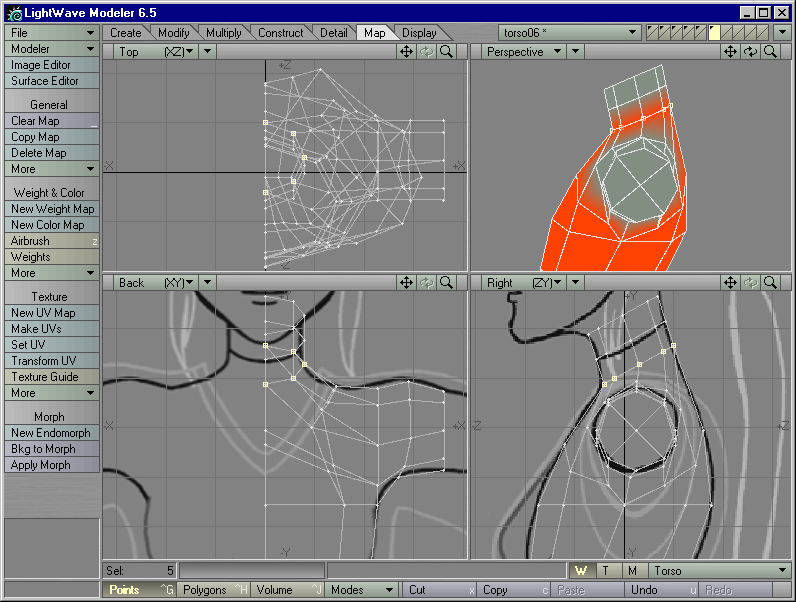 LightWave Modeler 6.5
File Create Modify Multiply Construct Detail Map Display torso06 *
Modeler
Image Editor
Surface Editor
General
Clear Map _
Copy Map
Delete Map
More
Weight & Color
New Weight Map
New Color Map
Airbrush z
Weights
More
Texture
New UV Map
Make UVs
Set UV
Transform UV
Texture Guide
More
Morph
New Endomorph
Bkg to Morph
Apply Morph
Top (XZ)
+Z
-X
+X
-Z
Perspective
Back (XY)
+Y
-X
+X
-Y
Right (ZY)
+Y
-Z
+Z
-Y
Sel: 5 W T M Torso
Points ^G Polygons ^H Volume ^J Modes Cut x Copy c Paste v Undo u Redo